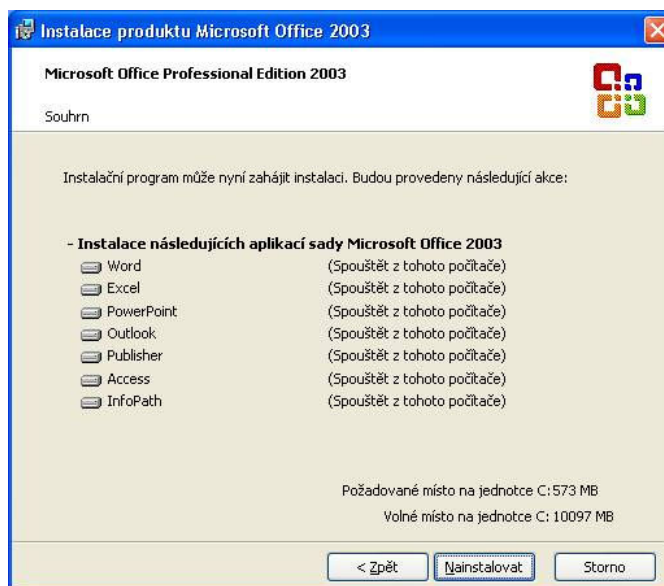 Instalace produktu Microsoft Office 2003
Microsoft Office Professional Edition 2003
Souhrn
Instalační program může nyní zahájit instalaci. Budou provedeny následující akce:
- Instalace následujících aplikací sady Microsoft Office 2003
Word (Spouštět z tohoto počítače)
Excel (Spouštět z tohoto počítače)
PowerPoint (Spouštět z tohoto počítače)
Outlook (Spouštět z tohoto počítače)
Publisher (Spouštět z tohoto počítače)
Access (Spouštět z tohoto počítače)
InfoPath (Spouštět z tohoto počítače)
Požadované místo na jednotce C: 573 MB
Volné místo na jednotce C: 10097 MB
< Zpět Nainstalovat Storno